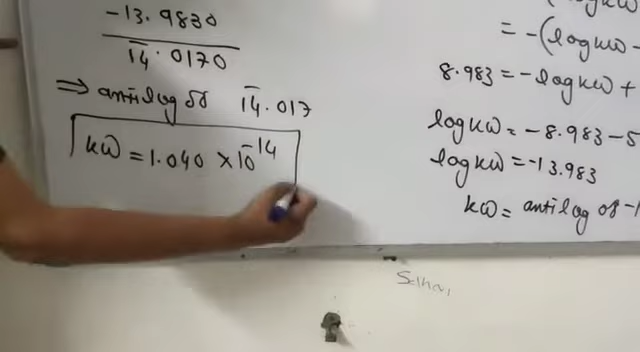 -13.9830
1̄4.0170
⇒ antilog of 1̄4.017
kw = 1.040 × 10⁻¹⁴
= -(log kw -
8.983 = -log kw +
log kw = -8.983 - 5
log kw = -13.983
kw = antilog of -1